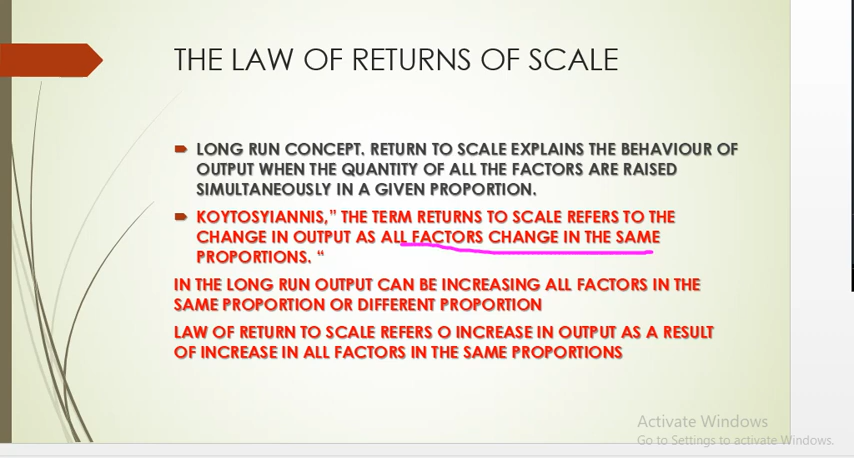 THE LAW OF RETURNS OF SCALE
LONG RUN CONCEPT. RETURN TO SCALE EXPLAINS THE BEHAVIOUR OF
OUTPUT WHEN THE QUANTITY OF ALL THE FACTORS ARE RAISED
SIMULTANEOUSLY IN A GIVEN PROPORTION.
KOYTOSYIANNIS,” THE TERM RETURNS TO SCALE REFERS TO THE
CHANGE IN OUTPUT AS ALL FACTORS CHANGE IN THE SAME
PROPORTIONS. “
IN THE LONG RUN OUTPUT CAN BE INCREASING ALL FACTORS IN THE
SAME PROPORTION OR DIFFERENT PROPORTION
LAW OF RETURN TO SCALE REFERS O INCREASE IN OUTPUT AS A RESULT
OF INCREASE IN ALL FACTORS IN THE SAME PROPORTIONS
Activate Windows
Go to Settings to activate Windows.